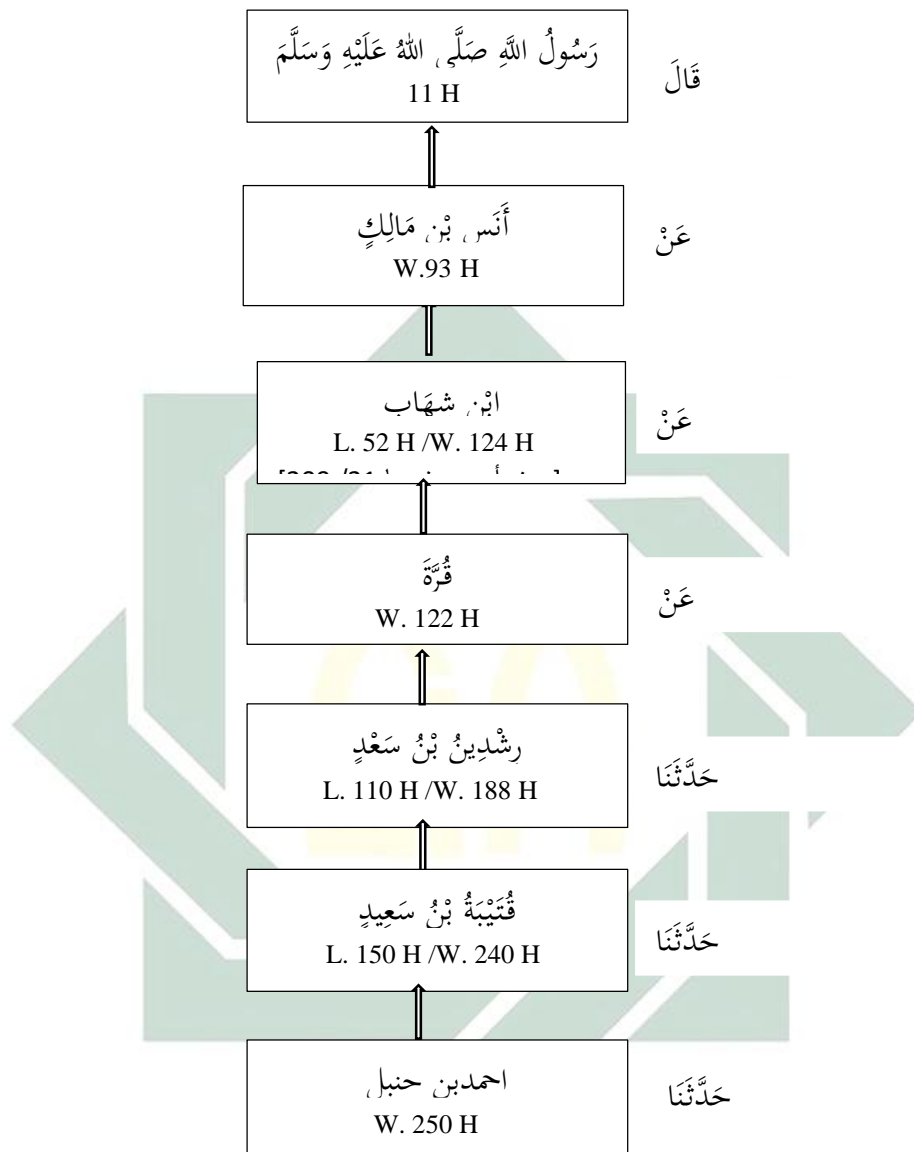 رَسُولُ اللَّهِ صَلَّى اللهُ عَلَيْهِ وَسَلَّمَ
11 H
قَالَ
أَنَسِ بْنِ مَالِكٍ
W.93 H
عَنْ
ابْنِ شهَاب
L. 52 H /W. 124 H
عَنْ
قُرَّةَ
W. 122 H
عَنْ
رِشْدِينُ بْنُ سَعْدٍ
L. 110 H /W. 188 H
حَدَّثَنَا
قُتَيْبَةُ بْنُ سَعِيدٍ
L. 150 H /W. 240 H
حَدَّثَنَا
احمدبن حنبل
W. 250 H
حَدَّثَنَا